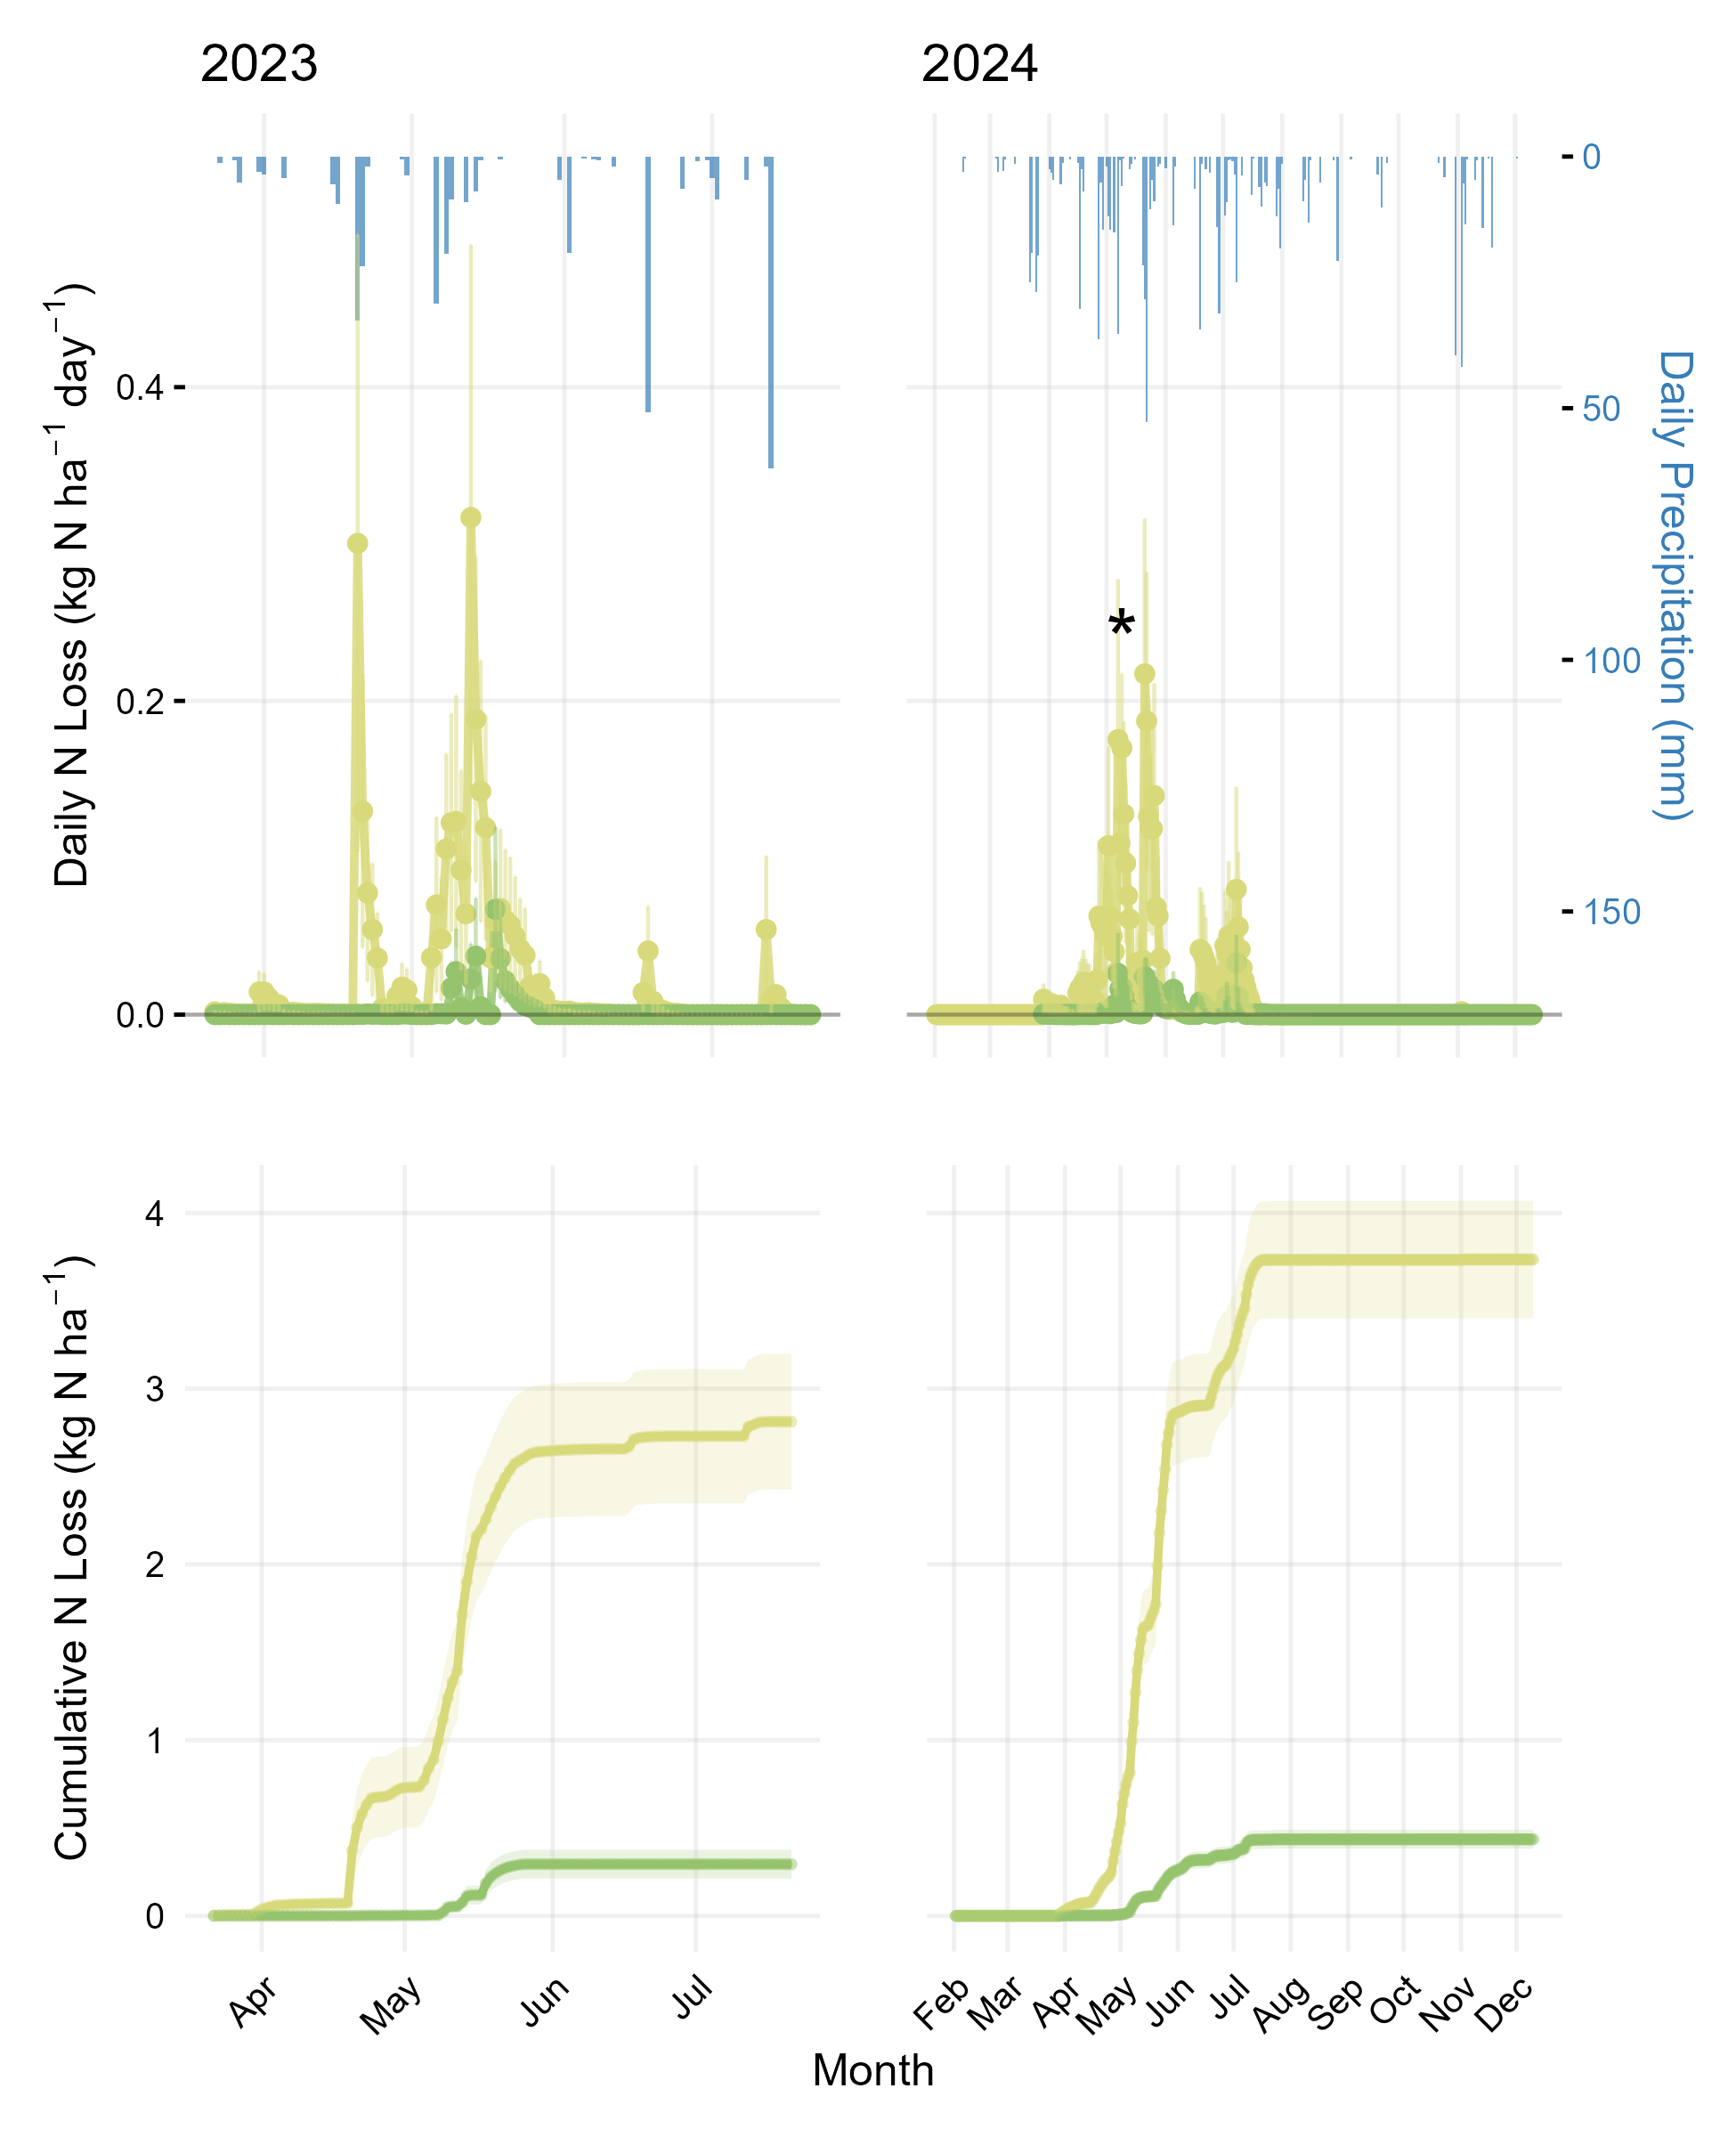 2023
2024
Daily N Loss (kg N ha⁻¹ day⁻¹)
0.4
0.2
0.0
0
50
100
150
Daily Precipitation (mm)
*
Cumulative N Loss (kg N ha⁻¹)
4
3
2
1
0
Apr
May
Jun
Jul
Feb
Mar
Apr
May
Jun
Jul
Aug
Sep
Oct
Nov
Dec
Month